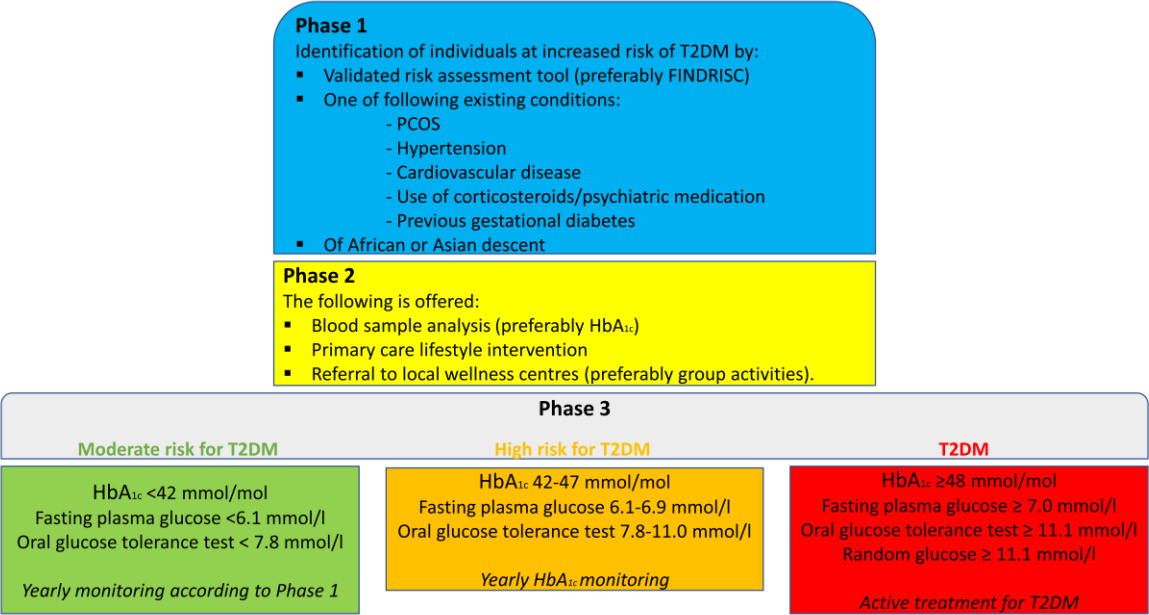 Phase 1
Identification of individuals at increased risk of T2DM by:
▪ Validated risk assessment tool (preferably FINDRISC)
▪ One of following existing conditions:
- PCOS
- Hypertension
- Cardiovascular disease
- Use of corticosteroids/psychiatric medication
- Previous gestational diabetes
▪ Of African or Asian descent
Phase 2
The following is offered:
▪ Blood sample analysis (preferably HbA1c)
▪ Primary care lifestyle intervention
▪ Referral to local wellness centres (preferably group activities).
Phase 3
Moderate risk for T2DM
HbA1c <42 mmol/mol
Fasting plasma glucose <6.1 mmol/l
Oral glucose tolerance test < 7.8 mmol/l
Yearly monitoring according to Phase 1
High risk for T2DM
HbA1c 42-47 mmol/mol
Fasting plasma glucose 6.1-6.9 mmol/l
Oral glucose tolerance test 7.8-11.0 mmol/l
Yearly HbA1c monitoring
T2DM
HbA1c ≥48 mmol/mol
Fasting plasma glucose ≥ 7.0 mmol/l
Oral glucose tolerance test ≥ 11.1 mmol/l
Random glucose ≥ 11.1 mmol/l
Active treatment for T2DM